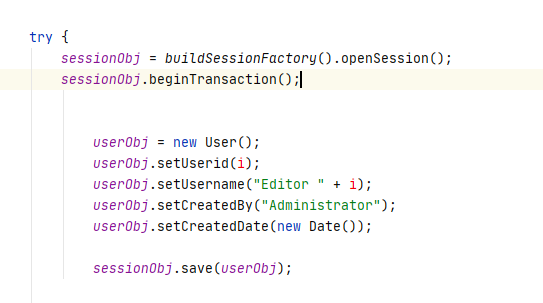 try {
sessionObj = buildSessionFactory().openSession();
sessionObj.beginTransaction();
userObj = new User();
userObj.setUserid(i);
userObj.setUsername("Editor " + i);
userObj.setCreatedBy("Administrator");
userObj.setCreatedDate(new Date());
sessionObj.save(userObj);